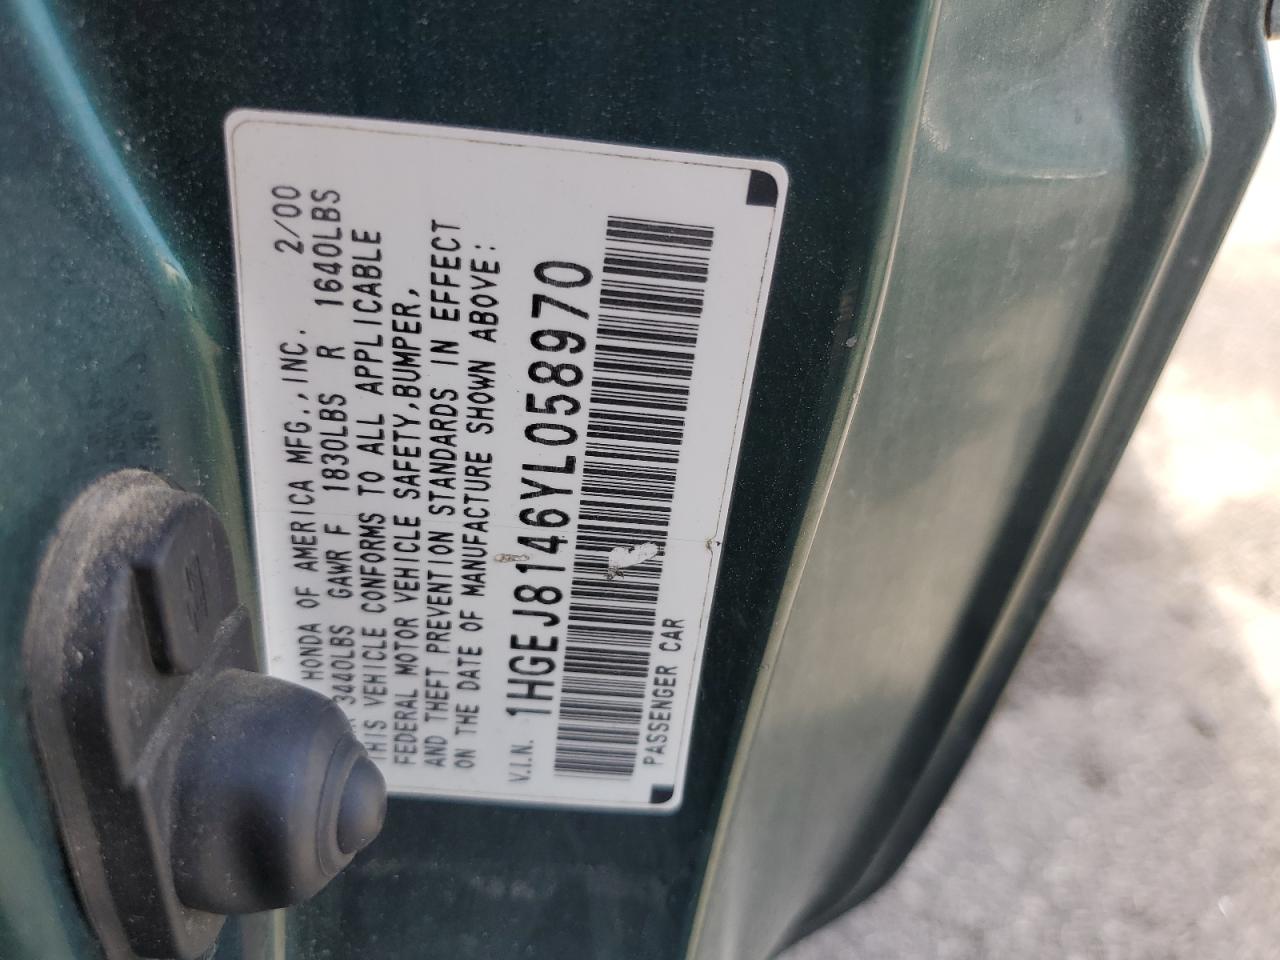 HONDA OF AMERICA MFG.,INC. 2/00
3440LBS GAWR F 1830LBS R 1640LBS
THIS VEHICLE CONFORMS TO ALL APPLICABLE
FEDERAL MOTOR VEHICLE SAFETY,BUMPER,
AND THEFT PREVENTION STANDARDS IN EFFECT
ON THE DATE OF MANUFACTURE SHOWN ABOVE:
V.I.N. 1HGEJ8146YL058970
PASSENGER CAR